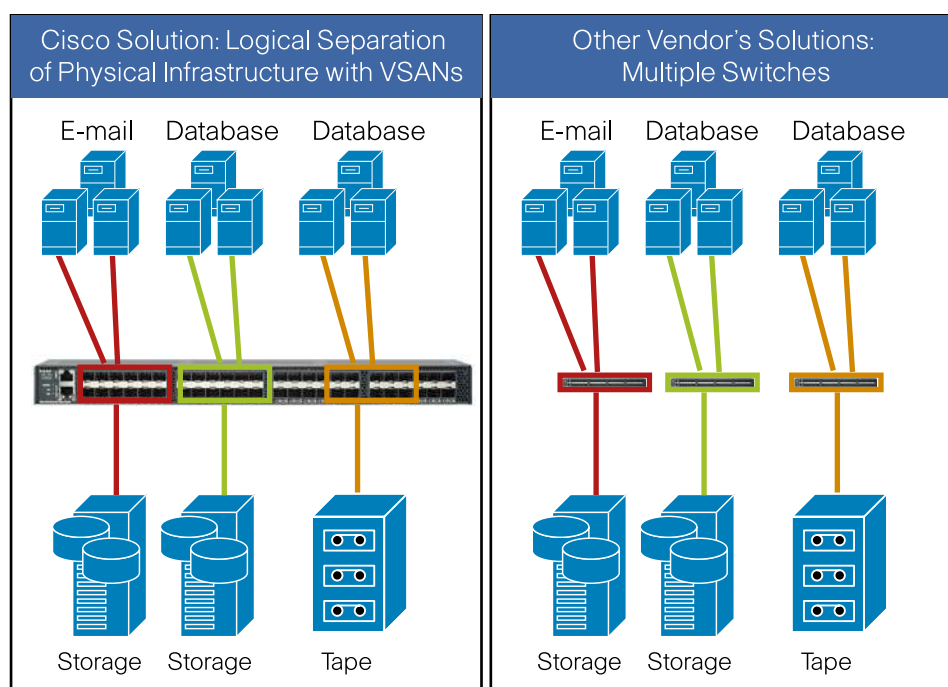 Cisco Solution: Logical Separation
of Physical Infrastructure with VSANs
E-mail Database Database
Storage Storage Tape
Other Vendor's Solutions:
Multiple Switches
E-mail Database Database
Storage Storage Tape